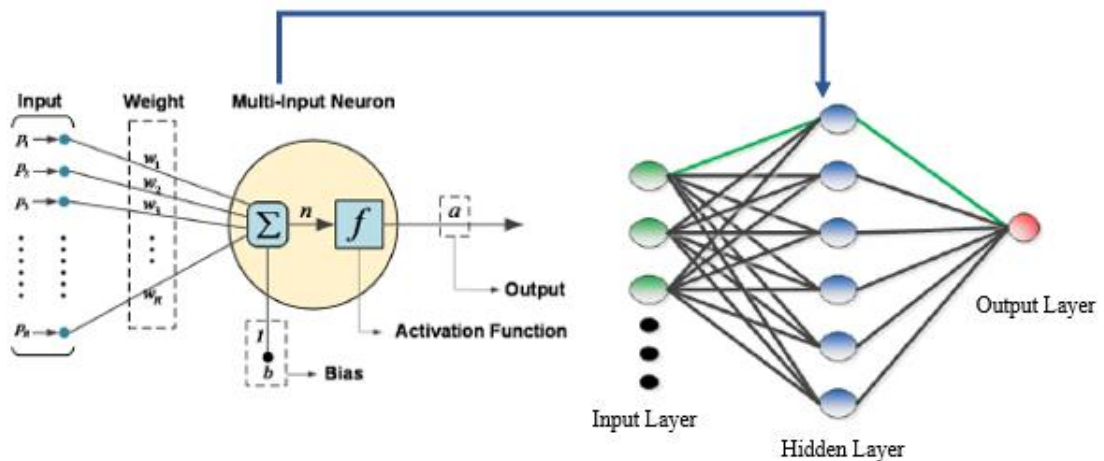 Input
Weight
Multi-Input Neuron
p1
p2
p3
pR
w1
w2
w3
wR
Σ
n
f
a
1
b
Output
Activation Function
Bias
Input Layer
Hidden Layer
Output Layer